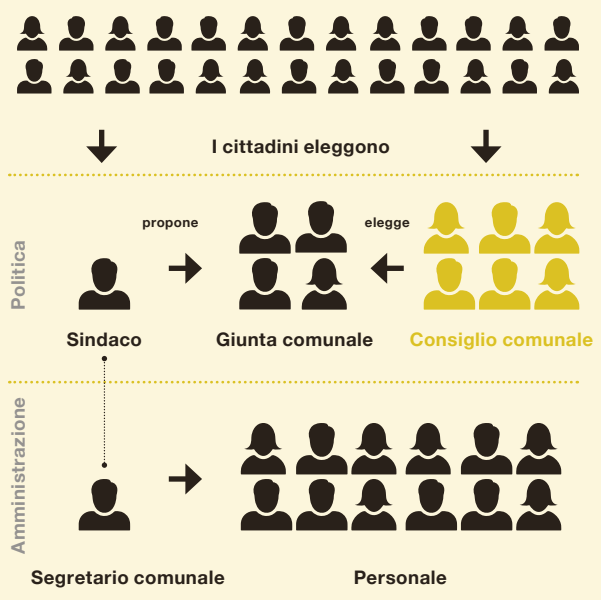 I cittadini eleggono
propone
elegge
Politica
Sindaco
Giunta comunale
Consiglio comunale
Amministrazione
Segretario comunale
Personale